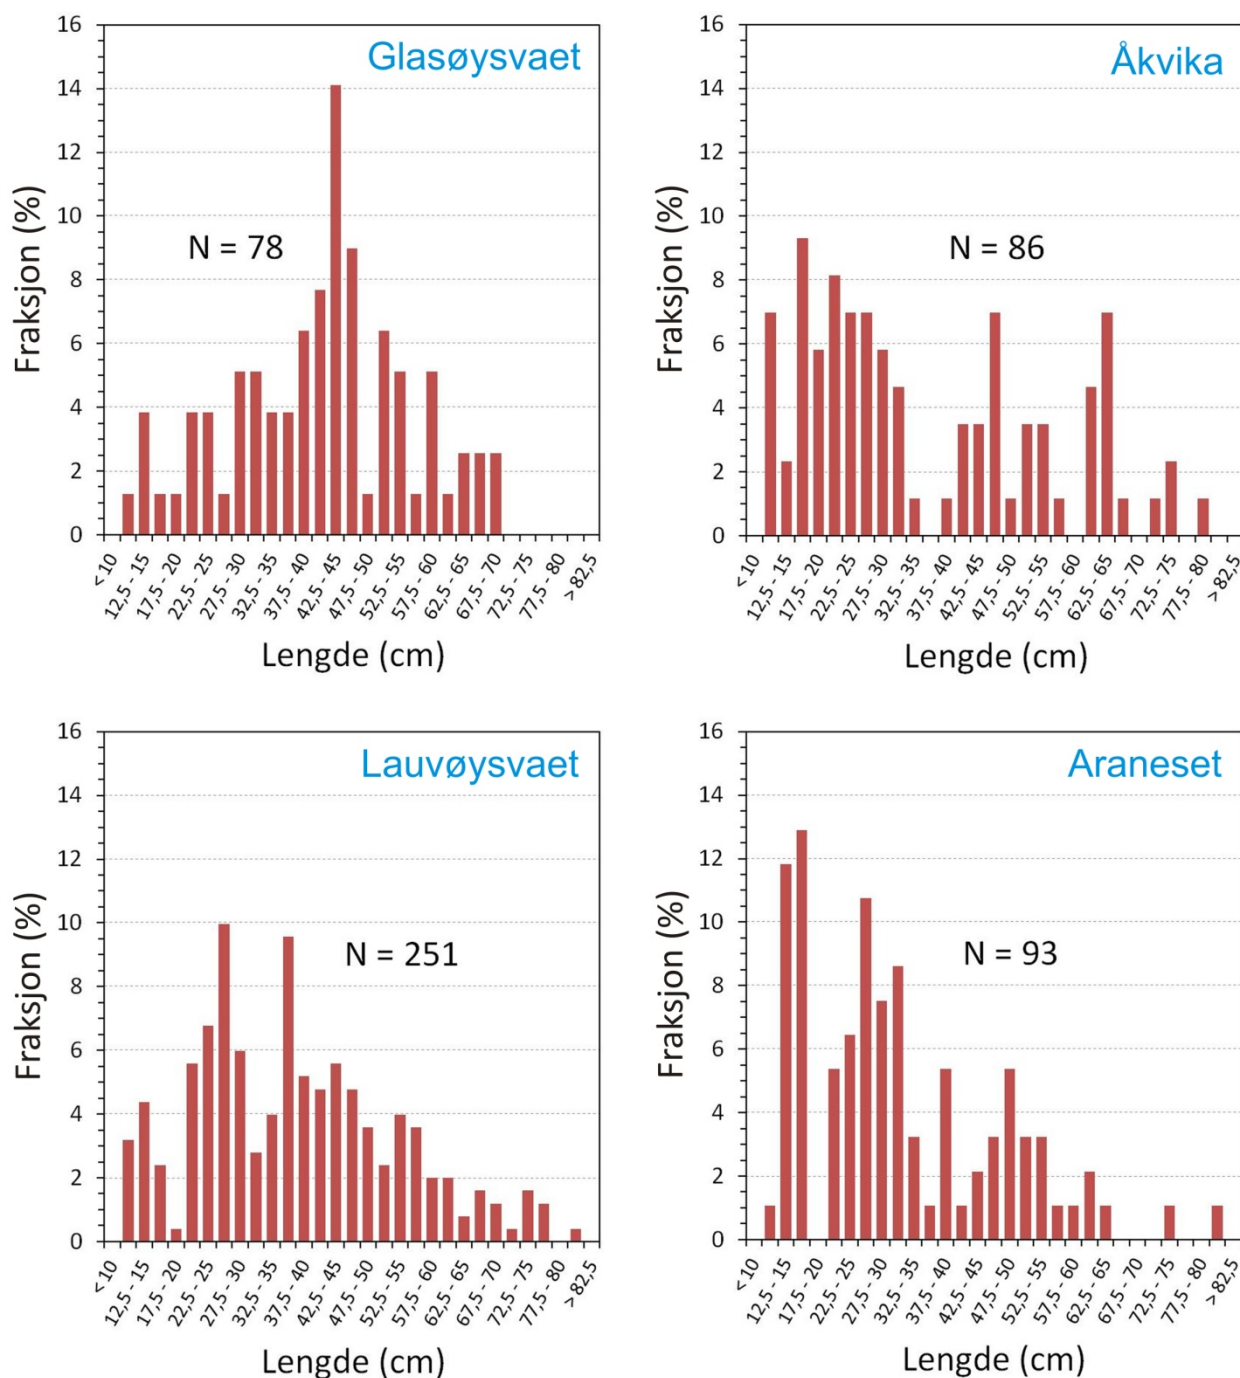 Glasøysvaet
N = 78
Fraksjon (%)
16
14
12
10
8
6
4
2
0
< 10
12,5 - 15
17,5 - 20
22,5 - 25
27,5 - 30
32,5 - 35
37,5 - 40
42,5 - 45
47,5 - 50
52,5 - 55
57,5 - 60
62,5 - 65
67,5 - 70
72,5 - 75
77,5 - 80
> 82,5
Lengde (cm)
Åkvika
N = 86
Fraksjon (%)
16
14
12
10
8
6
4
2
0
< 10
12,5 - 15
17,5 - 20
22,5 - 25
27,5 - 30
32,5 - 35
37,5 - 40
42,5 - 45
47,5 - 50
52,5 - 55
57,5 - 60
62,5 - 65
67,5 - 70
72,5 - 75
77,5 - 80
> 82,5
Lengde (cm)
Lauvøysvaet
N = 251
Fraksjon (%)
16
14
12
10
8
6
4
2
0
< 10
12,5 - 15
17,5 - 20
22,5 - 25
27,5 - 30
32,5 - 35
37,5 - 40
42,5 - 45
47,5 - 50
52,5 - 55
57,5 - 60
62,5 - 65
67,5 - 70
72,5 - 75
77,5 - 80
> 82,5
Lengde (cm)
Araneset
N = 93
Fraksjon (%)
16
14
12
10
8
6
4
2
0
< 10
12,5 - 15
17,5 - 20
22,5 - 25
27,5 - 30
32,5 - 35
37,5 - 40
42,5 - 45
47,5 - 50
52,5 - 55
57,5 - 60
62,5 - 65
67,5 - 70
72,5 - 75
77,5 - 80
> 82,5
Lengde (cm)